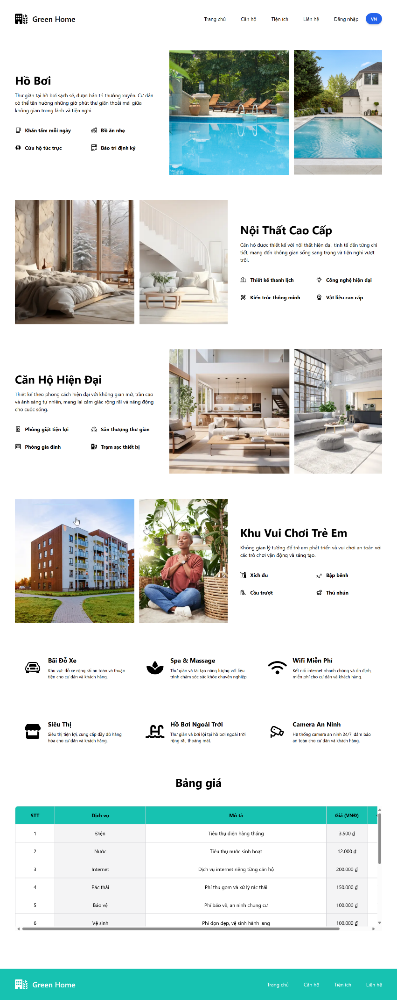 Green Home
Trang chủ
Căn hộ
Tiện ích
Liên hệ
Đăng nhập
VN
Hồ Bơi
Thư giãn tại hồ bơi sạch sẽ, được bảo trì thường xuyên. Cư dân
có thể tận hưởng những giờ phút thư giãn thoải mái giữa
không gian trong lành và tiện nghi.
Khăn tắm mỗi ngày
Đồ ăn nhẹ
Cứu hộ túc trực
Bảo trì định kỳ
Nội Thất Cao Cấp
Căn hộ được thiết kế với nội thất hiện đại, tinh tế đến từng chi
tiết, mang đến không gian sống sang trọng và tiện nghi vượt
trội.
Thiết kế thanh lịch
Công nghệ hiện đại
Kiến trúc thông minh
Vật liệu cao cấp
Căn Hộ Hiện Đại
Thiết kế theo phong cách hiện đại với không gian mở, trần cao
và ánh sáng tự nhiên, mang lại cảm giác rộng rãi và năng động
cho cuộc sống.
Phòng giặt tiện lợi
Sân thượng thư giãn
Phòng gia đình
Trạm sạc thiết bị
Khu Vui Chơi Trẻ Em
Không gian lý tưởng để trẻ em phát triển và vui chơi an toàn với
các trò chơi vận động và sáng tạo.
Xích đu
Bập bênh
Cầu trượt
Thú nhún
Bãi Đỗ Xe
Khu vực đỗ xe rộng rãi an toàn và thuận
tiện cho cư dân và khách hàng.
Spa & Massage
Thư giãn và tái tạo năng lượng với liệu
trình chăm sóc sức khỏe chuyên nghiệp.
Wifi Miễn Phí
Kết nối internet nhanh chóng và ổn định,
miễn phí cho cư dân và khách hàng.
Siêu Thị
Siêu thị tiện lợi, cung cấp đầy đủ hàng
hóa cho cư dân và khách hàng.
Hồ Bơi Ngoài Trời
Thư giãn và bơi lội tại hồ bơi ngoài trời
rộng rãi, thoáng mát.
Camera An Ninh
Hệ thống camera an ninh 24/7, đảm bảo
an toàn cho cư dân và khách hàng.
Bảng giá
STT Dịch vụ Mô tả Giá (VNĐ)
1 Điện Tiêu thụ điện hàng tháng 3.500 ₫
2 Nước Tiêu thụ nước sinh hoạt 12.000 ₫
3 Internet Dịch vụ internet riêng từng căn hộ 200.000 ₫
4 Rác thải Phí thu gom và xử lý rác thải 150.000 ₫
5 Bảo vệ Phí bảo vệ, an ninh chung cư 100.000 ₫
6 Vệ sinh Phí dọn dẹp, vệ sinh hành lang 100.000 ₫
Green Home
Trang chủ
Căn hộ
Tiện ích
Liên hệ